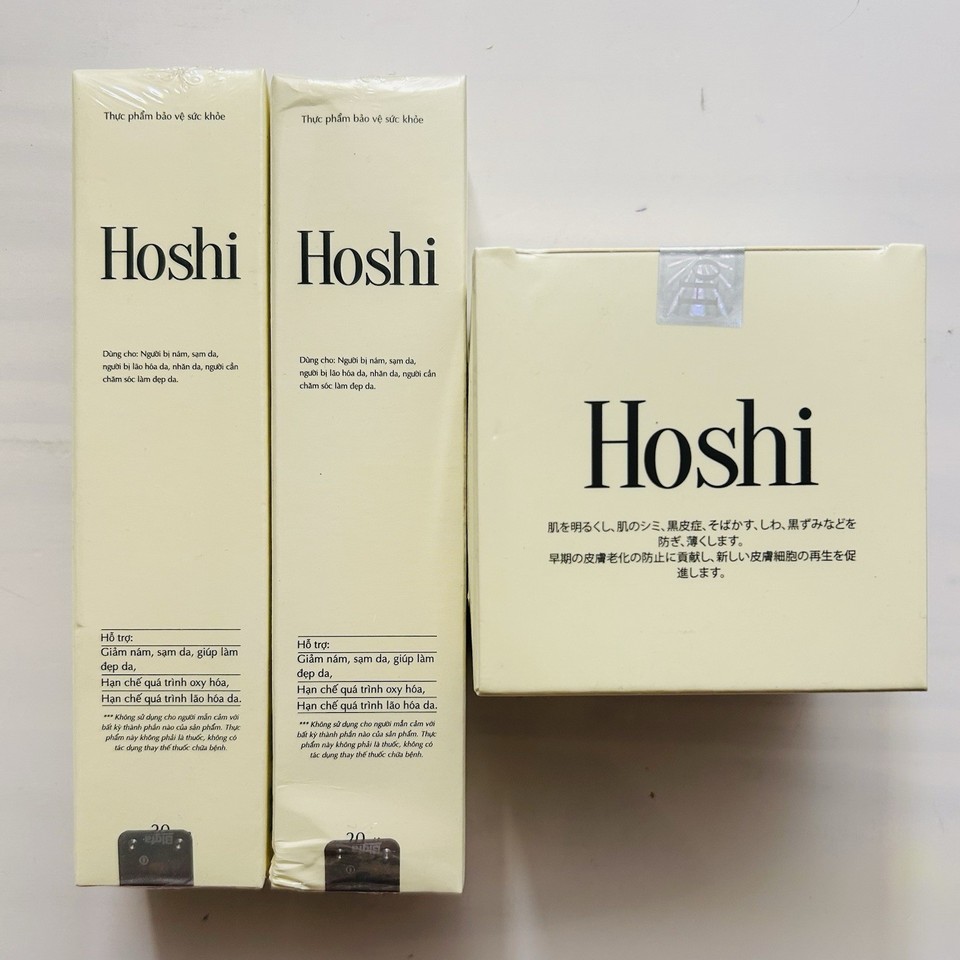 Thực phẩm bảo vệ sức khỏe
Hoshi
Dùng cho: Người bị nám, sạm da,
người bị lão hóa da, nhăn da, người cần
chăm sóc làm đẹp da.
Hỗ trợ:
Giảm nám, sạm da, giúp làm
đẹp da,
Hạn chế quá trình oxy hóa,
Hạn chế quá trình lão hóa da.
*** Không sử dụng cho người mẫn cảm với
bất kỳ thành phần nào của sản phẩm. Thực
phẩm này không phải là thuốc, không có
tác dụng thay thế thuốc chữa bệnh.
Thực phẩm bảo vệ sức khỏe
Hoshi
Dùng cho: Người bị nám, sạm da,
người bị lão hóa da, nhăn da, người cần
chăm sóc làm đẹp da.
Hỗ trợ:
Giảm nám, sạm da, giúp làm
đẹp da,
Hạn chế quá trình oxy hóa,
Hạn chế quá trình lão hóa da.
*** Không sử dụng cho người mẫn cảm với
bất kỳ thành phần nào của sản phẩm. Thực
phẩm này không phải là thuốc, không có
tác dụng thay thế thuốc chữa bệnh.
20
Hoshi
肌を明るくし、肌のシミ、黒皮症、そばかす、しわ、黒ずみなどを
防ぎ、薄くします。
早期の皮膚老化の防止に貢献し、新しい皮膚細胞の再生を促
進します。